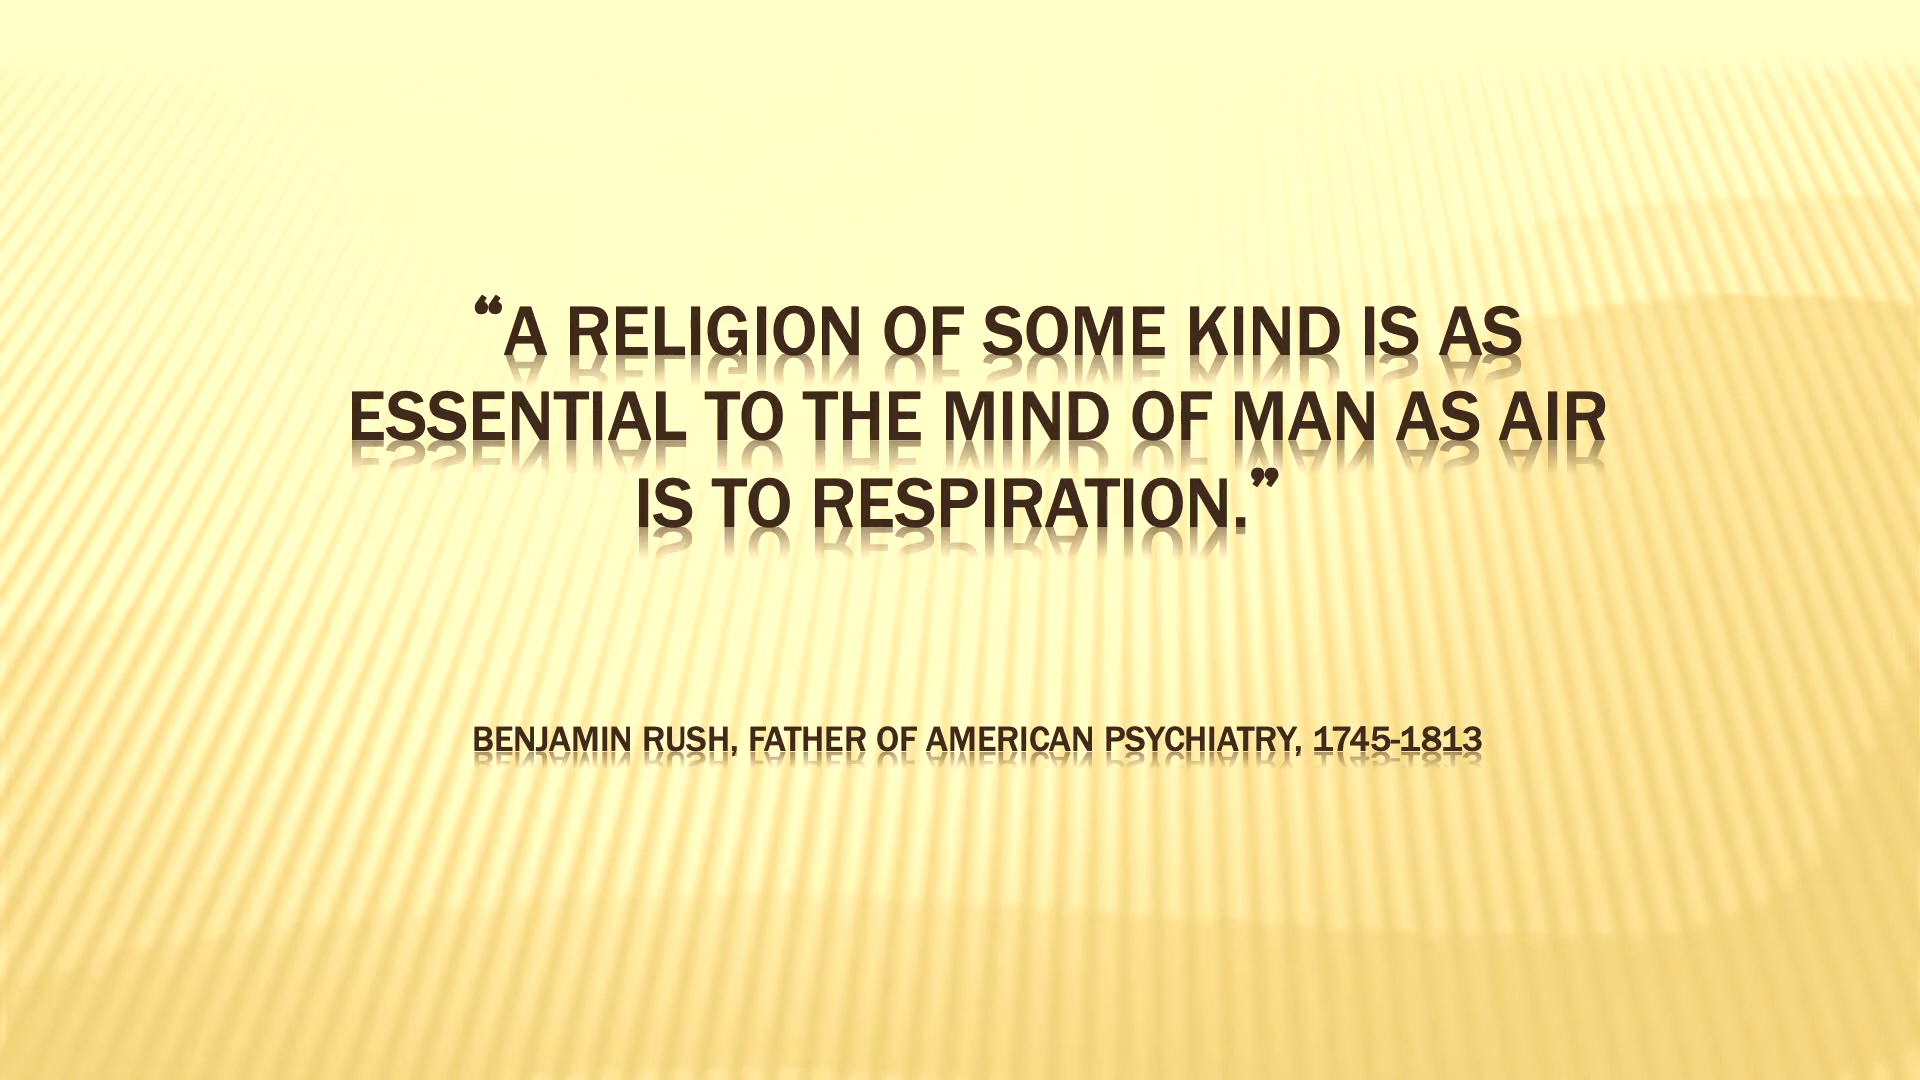 “A RELIGION OF SOME KIND IS AS
ESSENTIAL TO THE MIND OF MAN AS AIR
IS TO RESPIRATION.”
BENJAMIN RUSH, FATHER OF AMERICAN PSYCHIATRY, 1745-1813